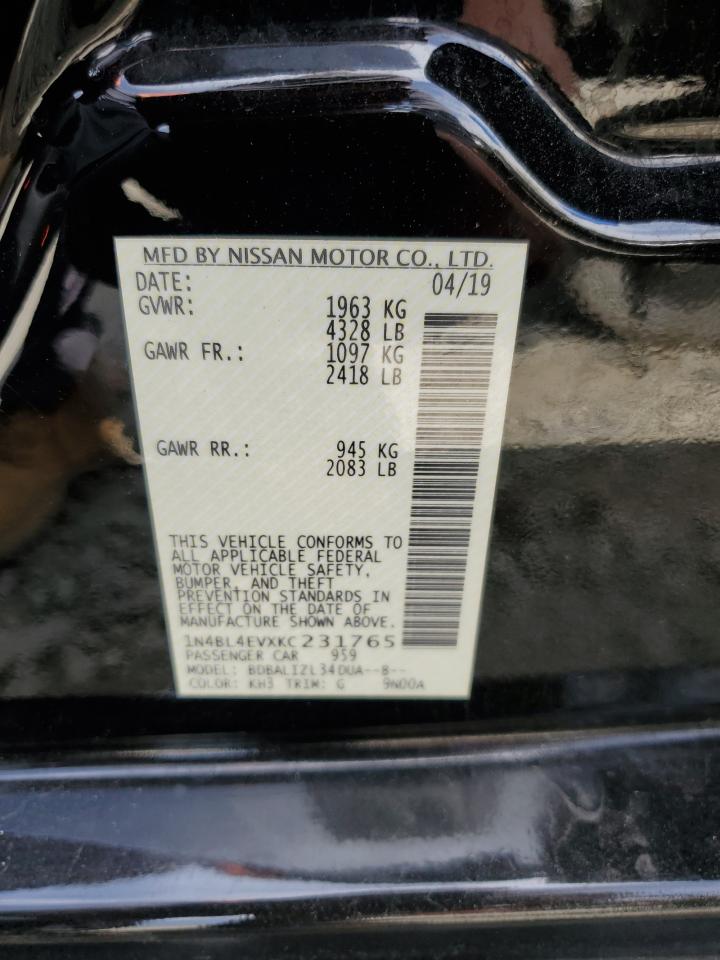 MFD BY NISSAN MOTOR CO., LTD.
DATE: 04/19
GVWR: 1963 KG
4328 LB
GAWR FR.: 1097 KG
2418 LB
GAWR RR.: 945 KG
2083 LB
THIS VEHICLE CONFORMS TO
ALL APPLICABLE FEDERAL
MOTOR VEHICLE SAFETY,
BUMPER, AND THEFT
PREVENTION STANDARDS IN
EFFECT ON THE DATE OF
MANUFACTURE SHOWN ABOVE.
1N4BL4EVXKC231765
PASSENGER CAR 959
MODEL: BDBALIZL34DUA--8--
COLOR: KH3 TRIM: G 9N00A